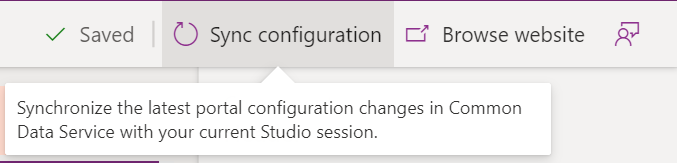 Saved Sync configuration Browse website
Synchronize the latest portal configuration changes in Common
Data Service with your current Studio session.